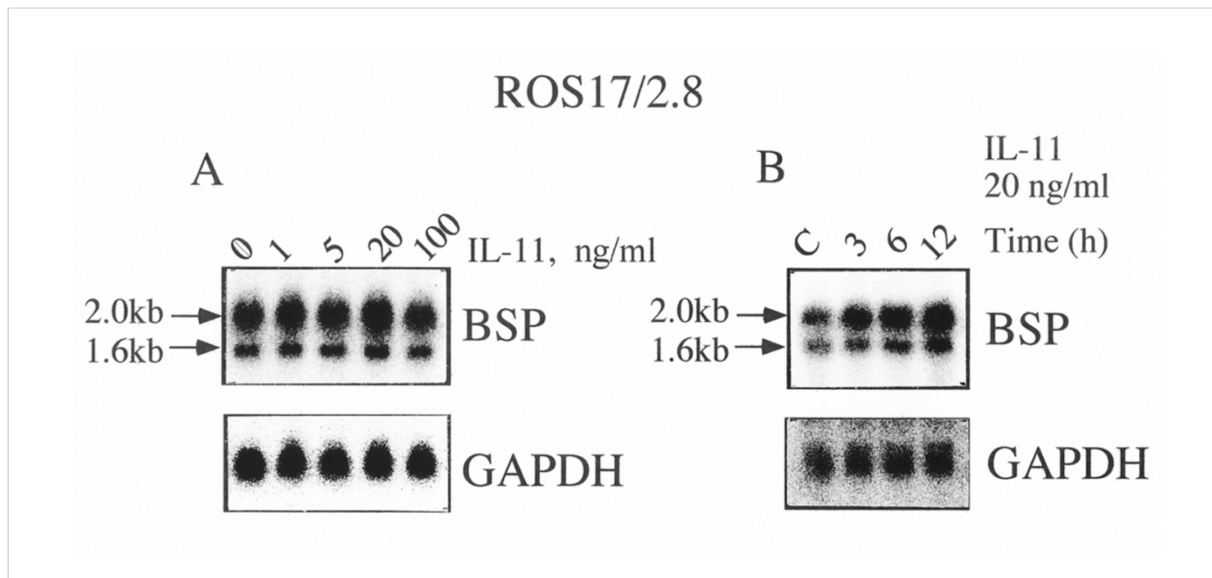 ROS17/2.8
A
0 1 5 20 100 IL-11, ng/ml
2.0kb
1.6kb
BSP
GAPDH
B
IL-11
20 ng/ml
C 3 6 12 Time (h)
2.0kb
1.6kb
BSP
GAPDH